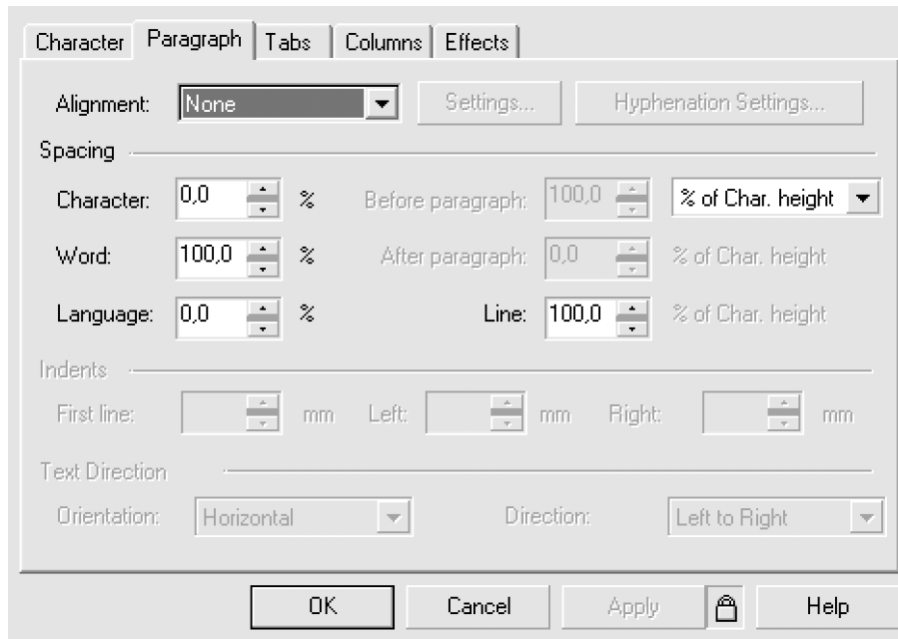 Character Paragraph Tabs Columns Effects
Alignment: None Settings... Hyphenation Settings...
Spacing
Character: 0,0 % Before paragraph: 100,0 % of Char. height
Word: 100,0 % After paragraph: 0,0 % of Char. height
Language: 0,0 % Line: 100,0 % of Char. height
Indents
First line: mm Left: mm Right: mm
Text Direction
Orientation: Horizontal Direction: Left to Right
OK Cancel Apply Help